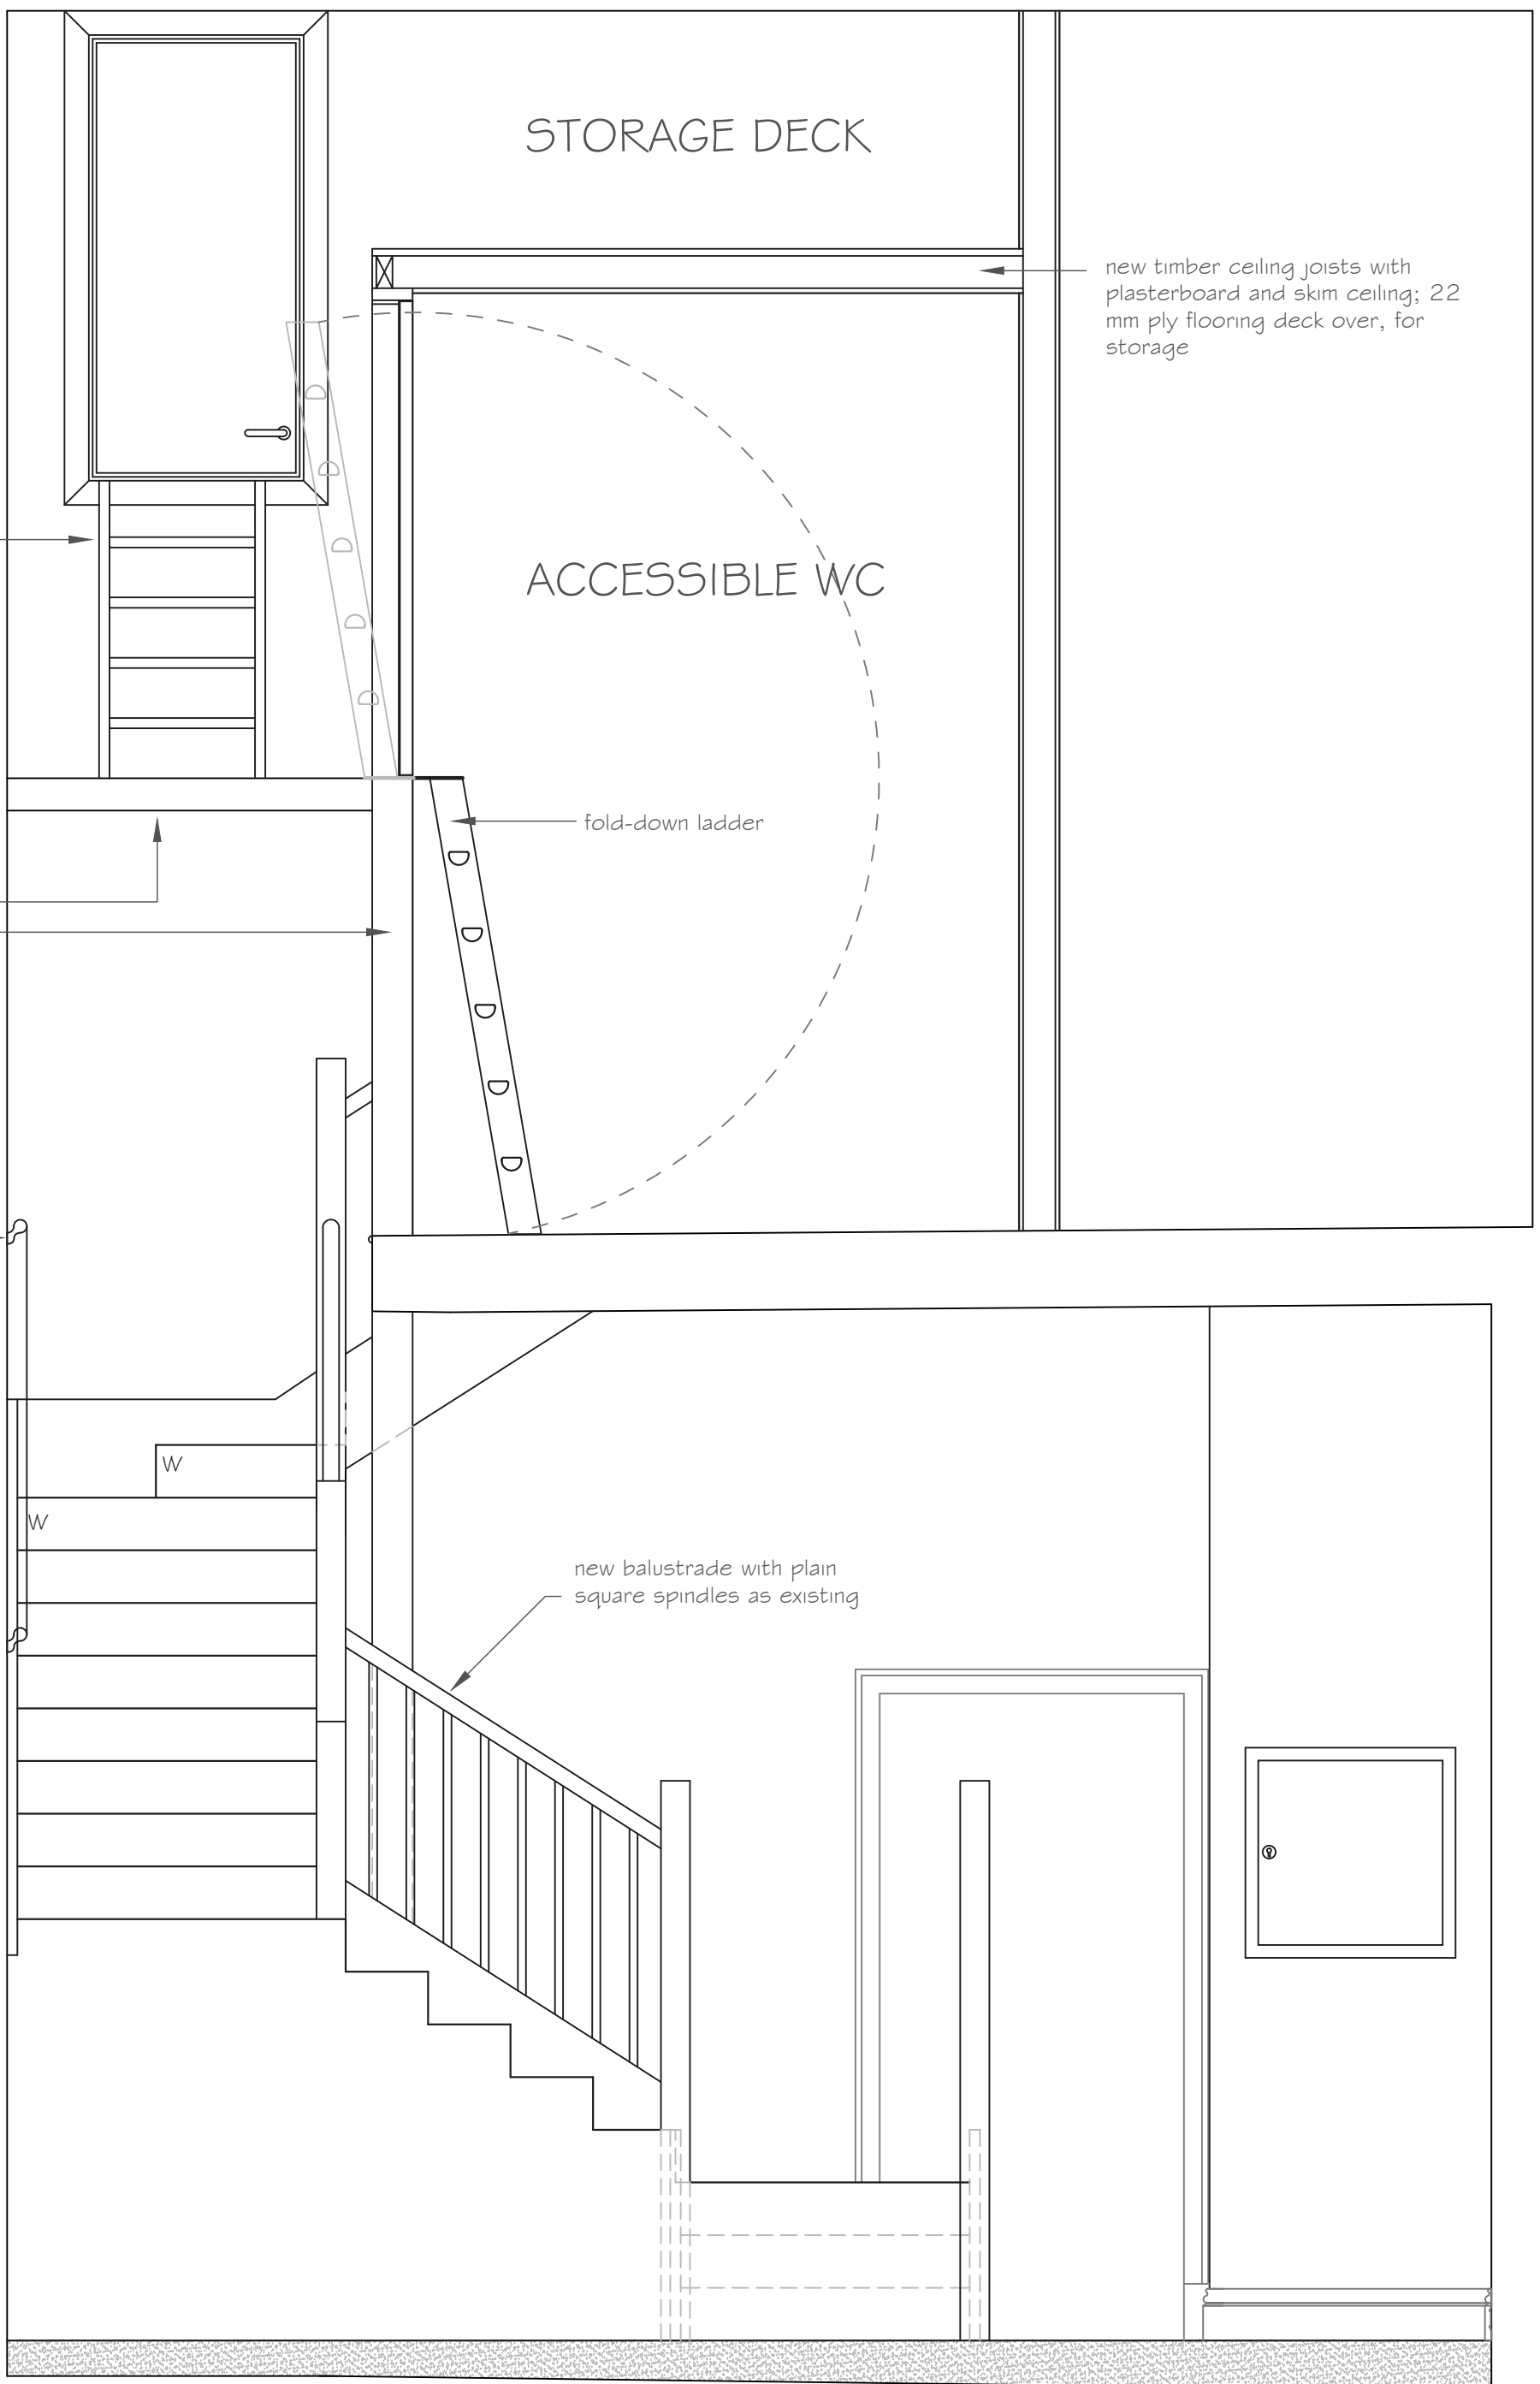 STORAGE DECK
new timber ceiling joists with
plasterboard and skim ceiling; 22
mm ply flooring deck over, for
storage
ACCESSIBLE WC
fold-down ladder
W
W
new balustrade with plain
square spindles as existing